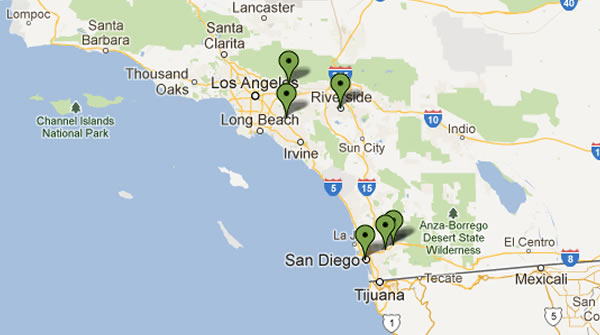 Lompoc
Lancaster
40
Santa
Barbara
Santa
Clarita
Thousand
Oaks
Los Angeles
Riverside
Channel Islands
National Park
Long Beach
10
Indio
Irvine
Sun City
5
15
Anza-Borrego
Desert State
Wilderness
La J
El Centro
San Diego
8
Tecate
Mexicali
Tijuana
San
Co
1
5